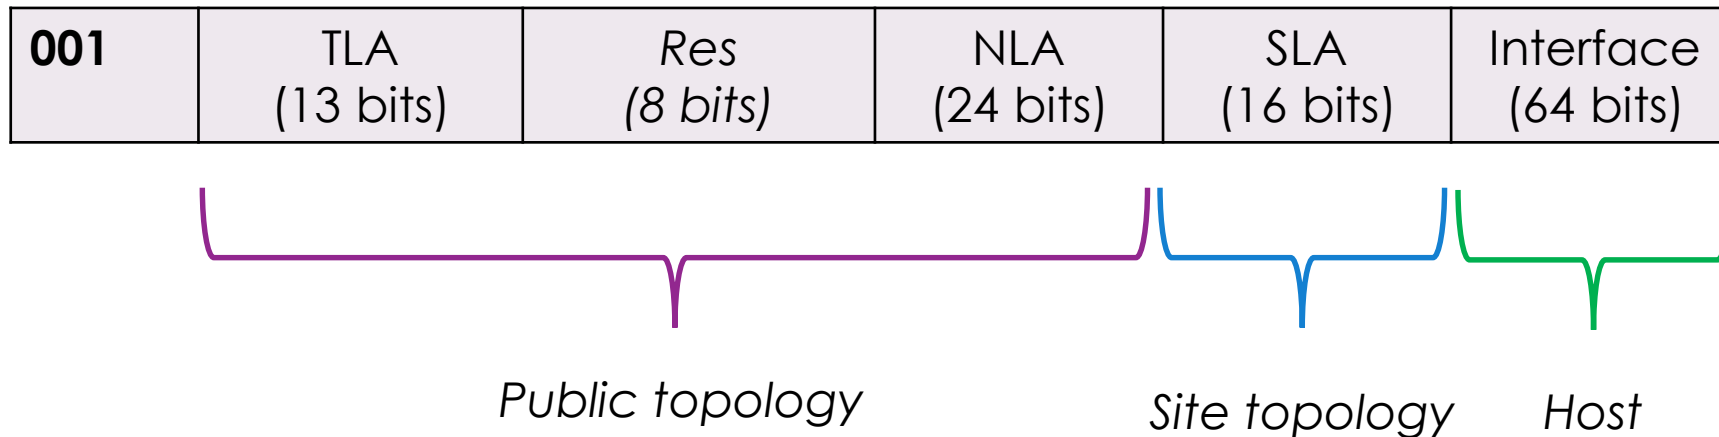 001
TLA
(13 bits)
Res
(8 bits)
NLA
(24 bits)
SLA
(16 bits)
Interface
(64 bits)
Public topology
Site topology
Host